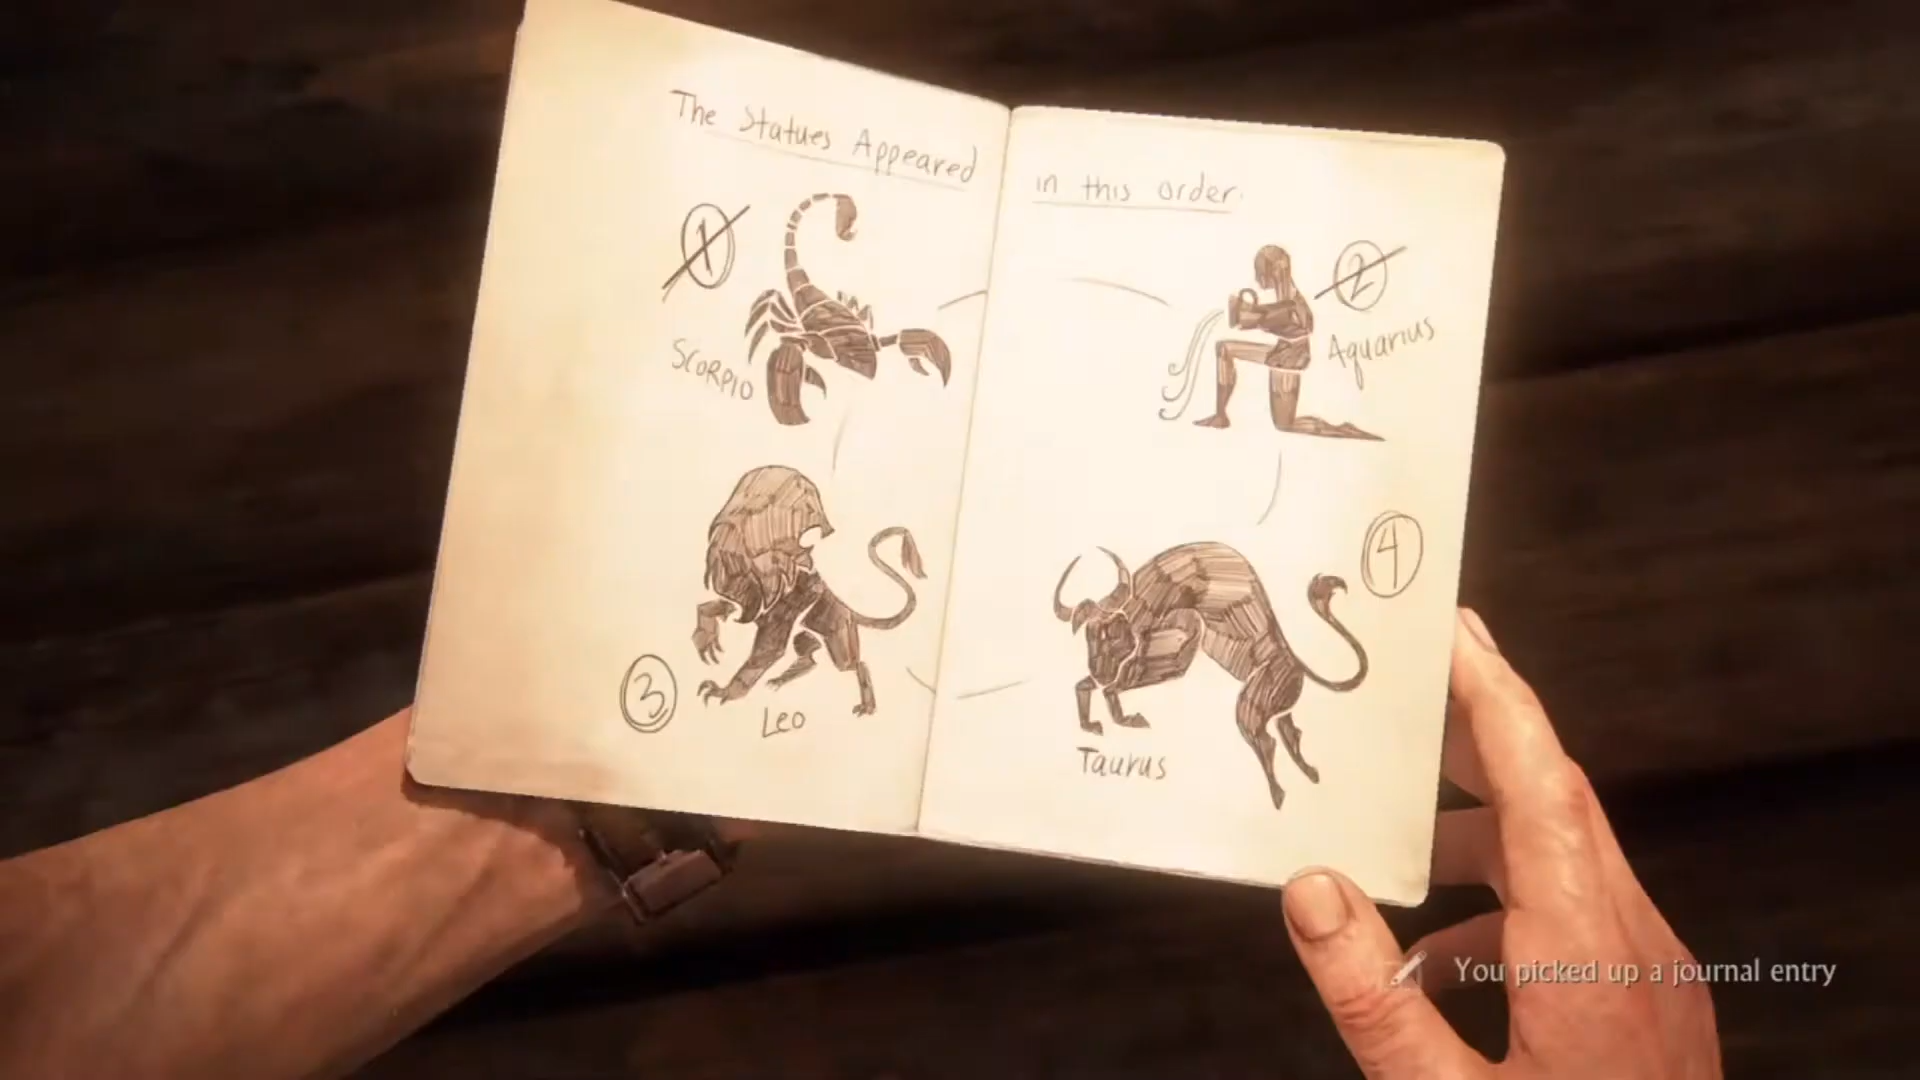 The Statues Appeared
in this order.
1
Scorpio
2
Aquarius
3
Leo
4
Taurus
You picked up a journal entry